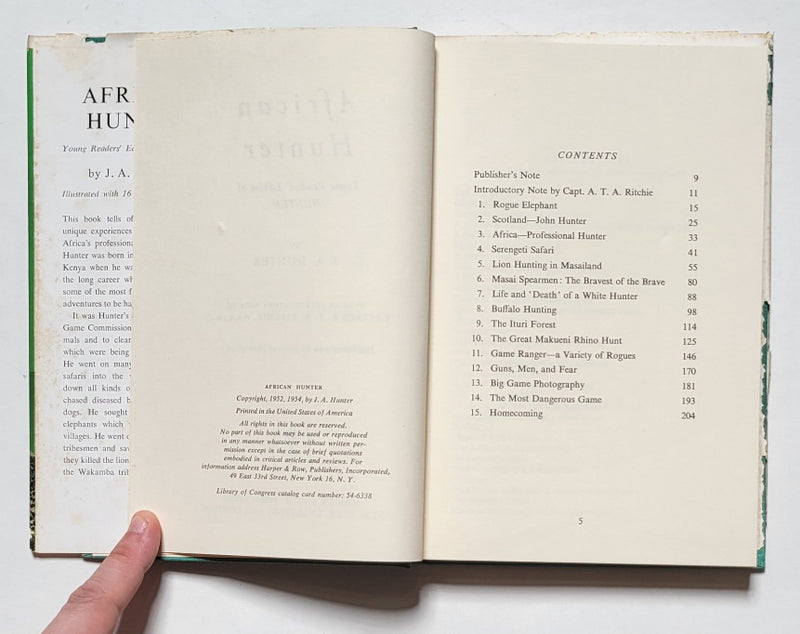 AFR
HUN
Young Readers' E
by J. A.
Illustrated with 16
This book tells of
unique experiences
Africa's professiona
Hunter was born in
Kenya when he wa
the long career wh
some of the most f
adventures to be ha
It was Hunter's
Game Commission
mals and to clear
which were being
He went on many
safaris into the
down all kinds o
chased diseased b
dogs. He sought
elephants which
villages. He went o
tribesmen and sav
they killed the lion
the Wakamba trib
African
Hunter
AFRICAN HUNTER
Copyright, 1952, 1954, by J. A. Hunter
Printed in the United States of America
All rights in this book are reserved.
No part of this book may be used or reproduced
in any manner whatsoever without written per-
mission except in the case of brief quotations
embodied in critical articles and reviews. For
information address Harper & Row, Publishers, Incorporated,
49 East 33rd Street, New York 16, N. Y.
Library of Congress catalog card number: 54-6338
CONTENTS
Publisher's Note 9
Introductory Note by Capt. A. T. A. Ritchie 11
1. Rogue Elephant 15
2. Scotland—John Hunter 25
3. Africa—Professional Hunter 33
4. Serengeti Safari 41
5. Lion Hunting in Masailand 55
6. Masai Spearmen: The Bravest of the Brave 80
7. Life and 'Death' of a White Hunter 88
8. Buffalo Hunting 98
9. The Ituri Forest 114
10. The Great Makueni Rhino Hunt 125
11. Game Ranger—a Variety of Rogues 146
12. Guns, Men, and Fear 170
13. Big Game Photography 181
14. The Most Dangerous Game 193
15. Homecoming 204
5